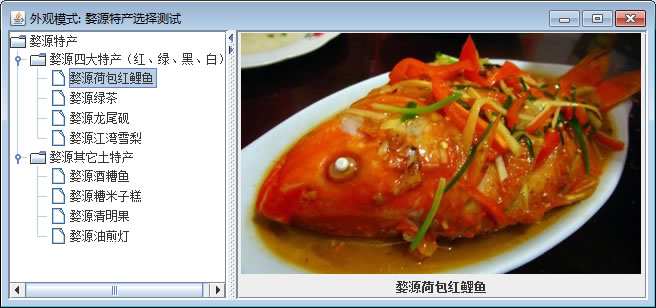 外观模式: 婺源特产选择测试
婺源特产
婺源四大特产（红、绿、黑、白）
婺源荷包红鲤鱼
婺源绿茶
婺源龙尾砚
婺源江湾雪梨
婺源其它土特产
婺源酒糟鱼
婺源糟米子糕
婺源清明果
婺源油煎灯
婺源荷包红鲤鱼